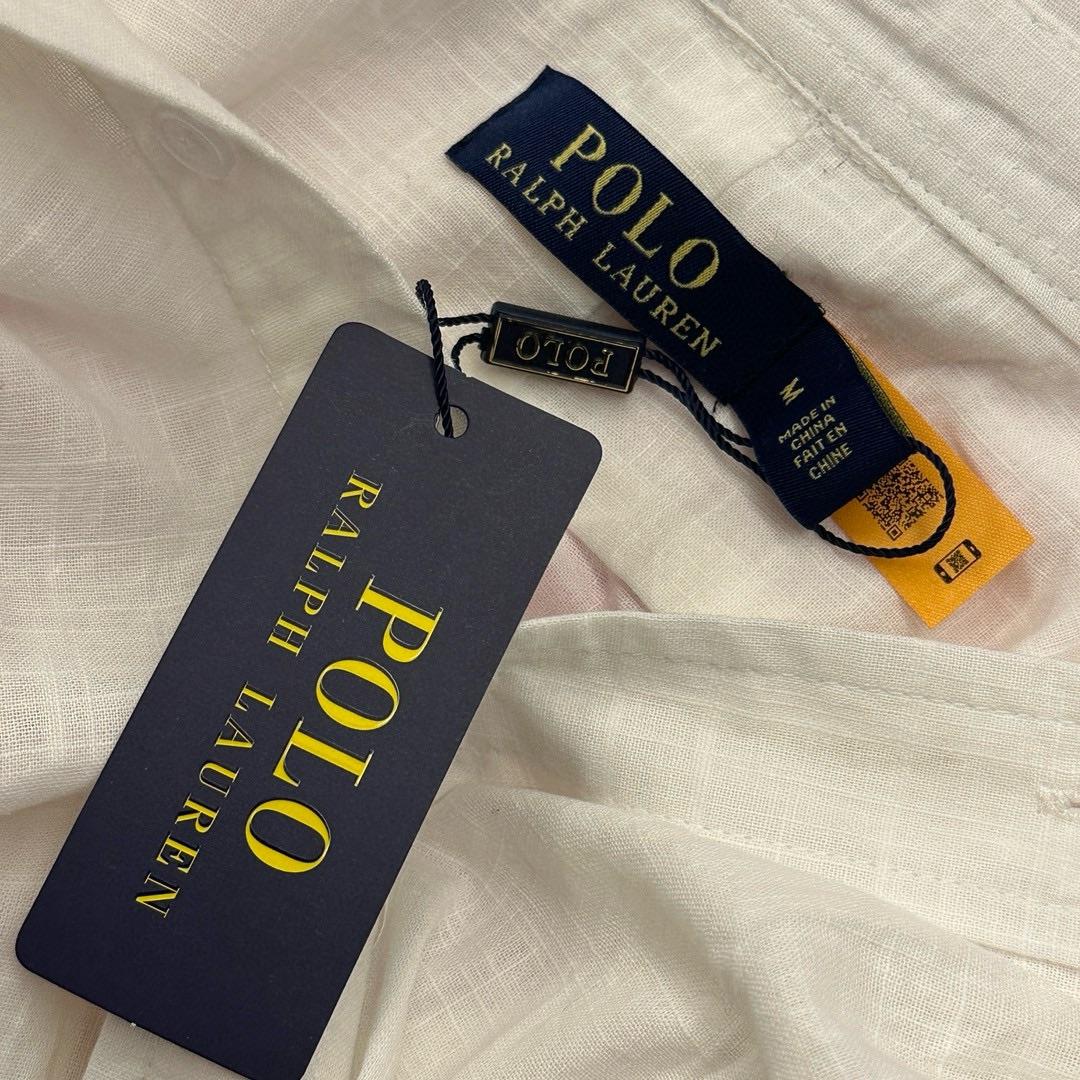 POLO
RALPH LAUREN
M
MADE IN
CHINA
FAIT EN
CHINE
POLO
POLO
RALPH LAUREN